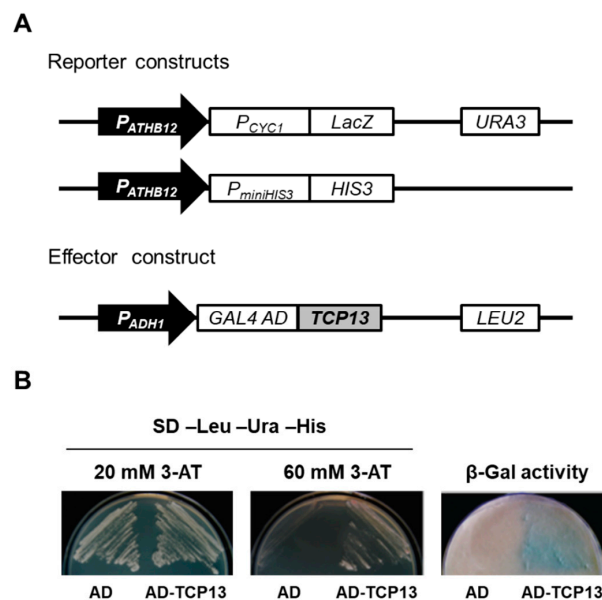 A
Reporter constructs
PATHB12 PCYC1 LacZ URA3
PATHB12 PminiHIS3 HIS3
Effector construct
PADH1 GAL4 AD TCP13 LEU2
B
SD –Leu –Ura –His
20 mM 3-AT 60 mM 3-AT β-Gal activity
AD AD-TCP13 AD AD-TCP13 AD AD-TCP13